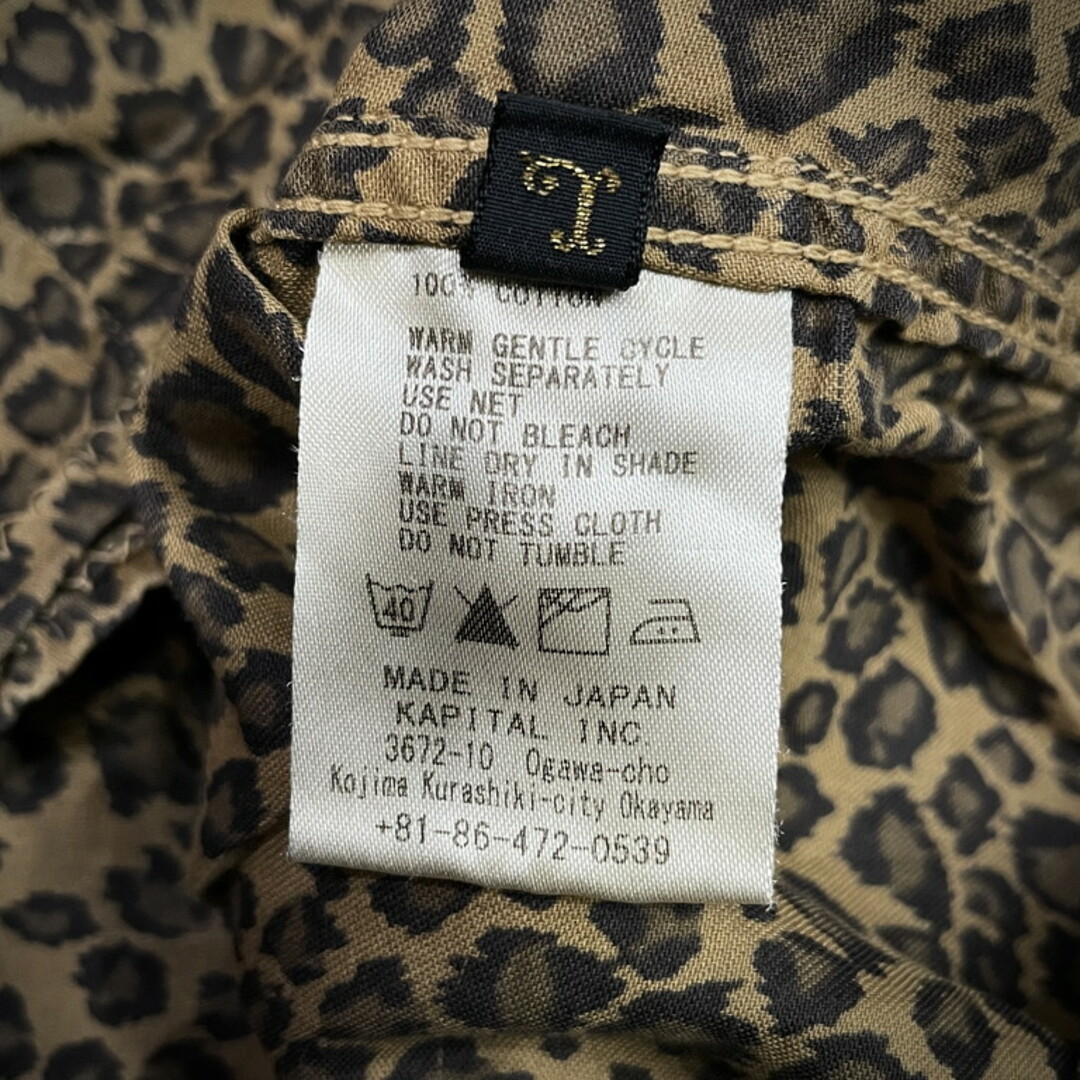 I
100% COTTON
WARM GENTLE CYCLE
WASH SEPARATELY
USE NET
DO NOT BLEACH
LINE DRY IN SHADE
WARM IRON
USE PRESS CLOTH
DO NOT TUMBLE
40
MADE IN JAPAN
KAPITAL INC.
3672-10 Ogawa-cho
Kojima Kurashiki-city Okayama
+81-86-472-0539